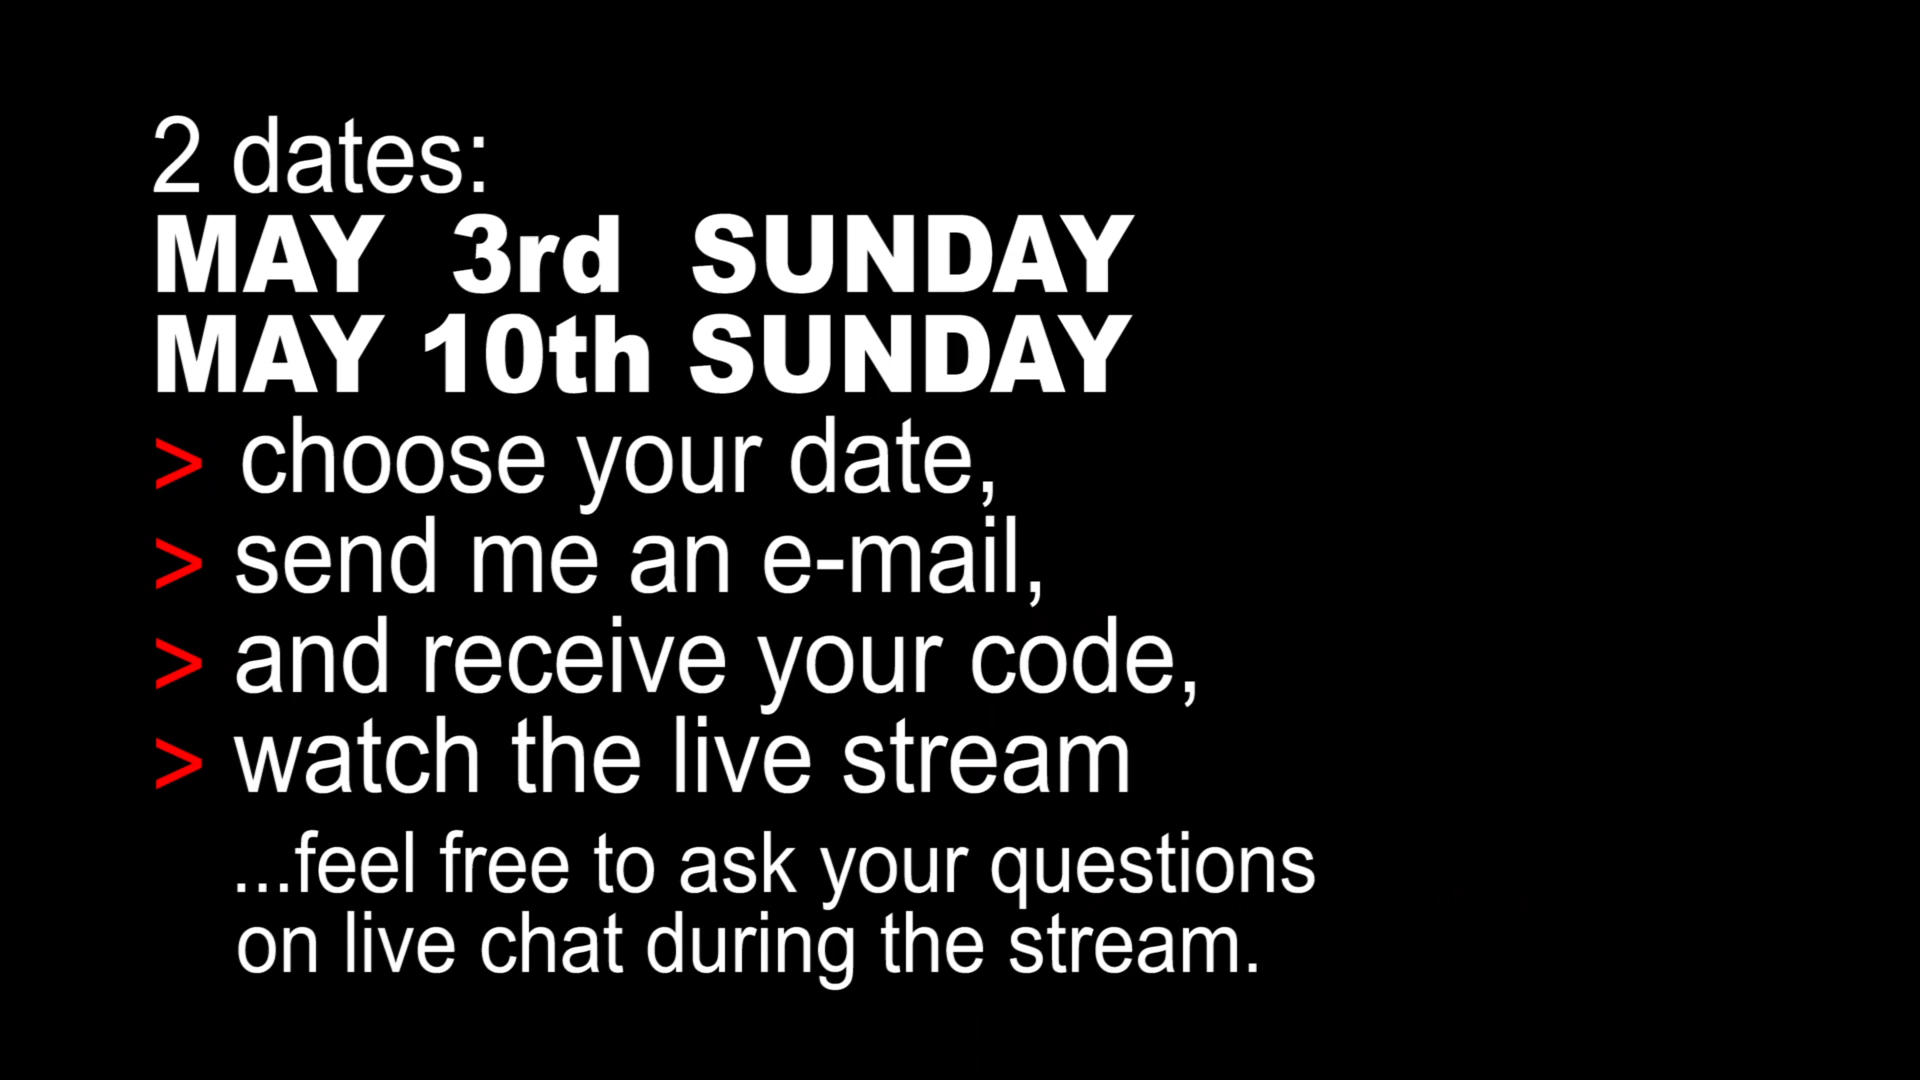 2 dates:
MAY 3rd SUNDAY
MAY 10th SUNDAY
> choose your date,
> send me an e-mail,
> and receive your code,
> watch the live stream
...feel free to ask your questions
on live chat during the stream.